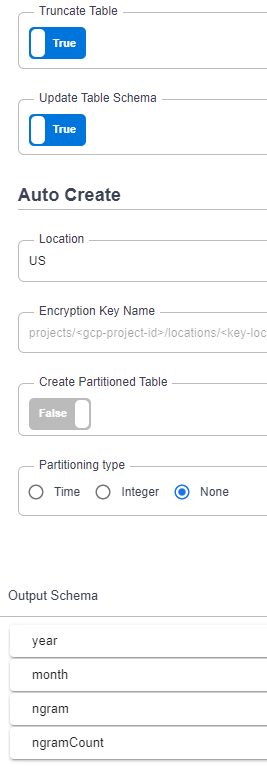 Truncate Table
True
Update Table Schema
True
Auto Create
Location
US
Encryption Key Name
projects/<gcp-project-id>/locations/<key-loc
Create Partitioned Table
False
Partitioning type
Time Integer None
Output Schema
year
month
ngram
ngramCount